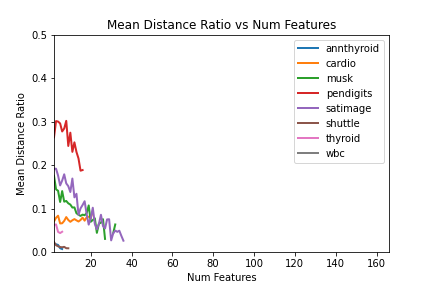 Mean Distance Ratio vs Num Features
0.5
0.4
0.3
0.2
0.1
0.0
Mean Distance Ratio
20 40 60 80 100 120 140 160
Num Features
annthyroid
cardio
musk
pendigits
satimage
shuttle
thyroid
wbc